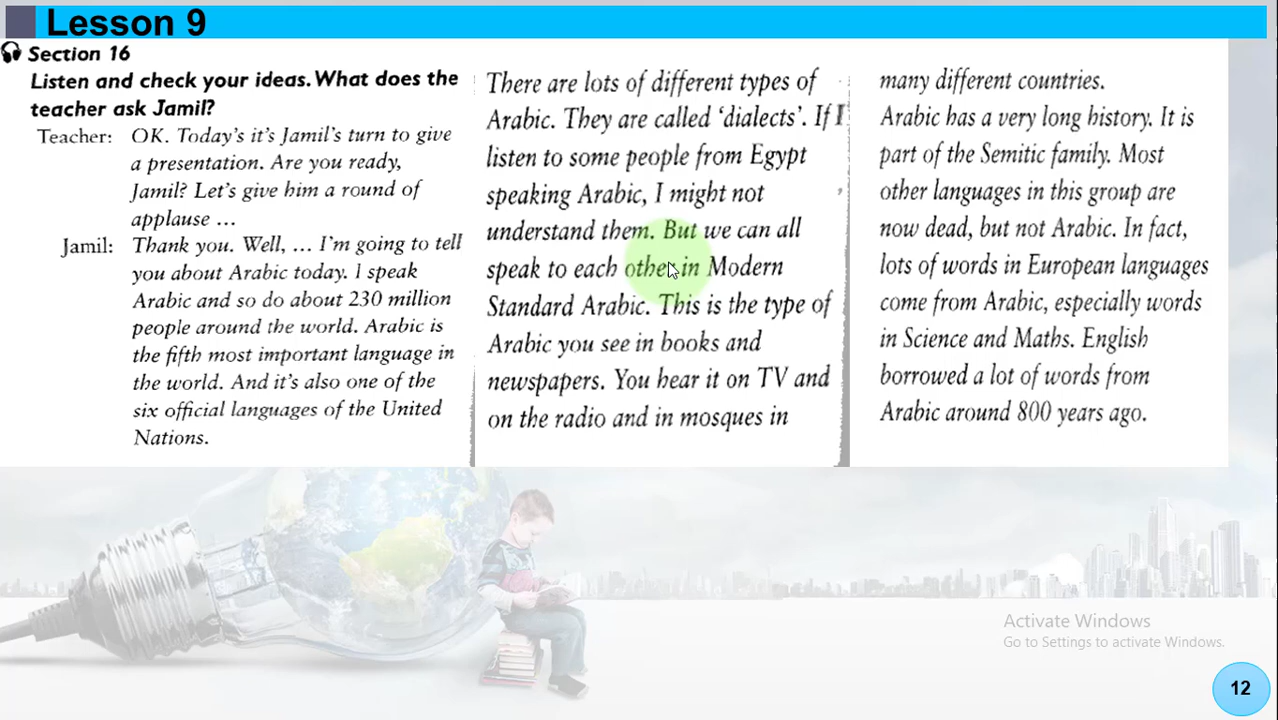 Lesson 9
Section 16
Listen and check your ideas. What does the
teacher ask Jamil?
Teacher: OK. Today's it's Jamil's turn to give
a presentation. Are you ready,
Jamil? Let's give him a round of
applause ...
Jamil: Thank you. Well, ... I'm going to tell
you about Arabic today. I speak
Arabic and so do about 230 million
people around the world. Arabic is
the fifth most important language in
the world. And it's also one of the
six official languages of the United
Nations.
There are lots of different types of
Arabic. They are called 'dialects'. If I
listen to some people from Egypt
speaking Arabic, I might not
understand them. But we can all
speak to each other in Modern
Standard Arabic. This is the type of
Arabic you see in books and
newspapers. You hear it on TV and
on the radio and in mosques in
many different countries.
Arabic has a very long history. It is
part of the Semitic family. Most
other languages in this group are
now dead, but not Arabic. In fact,
lots of words in European languages
come from Arabic, especially words
in Science and Maths. English
borrowed a lot of words from
Arabic around 800 years ago.
Activate Windows
Go to Settings to activate Windows.
12